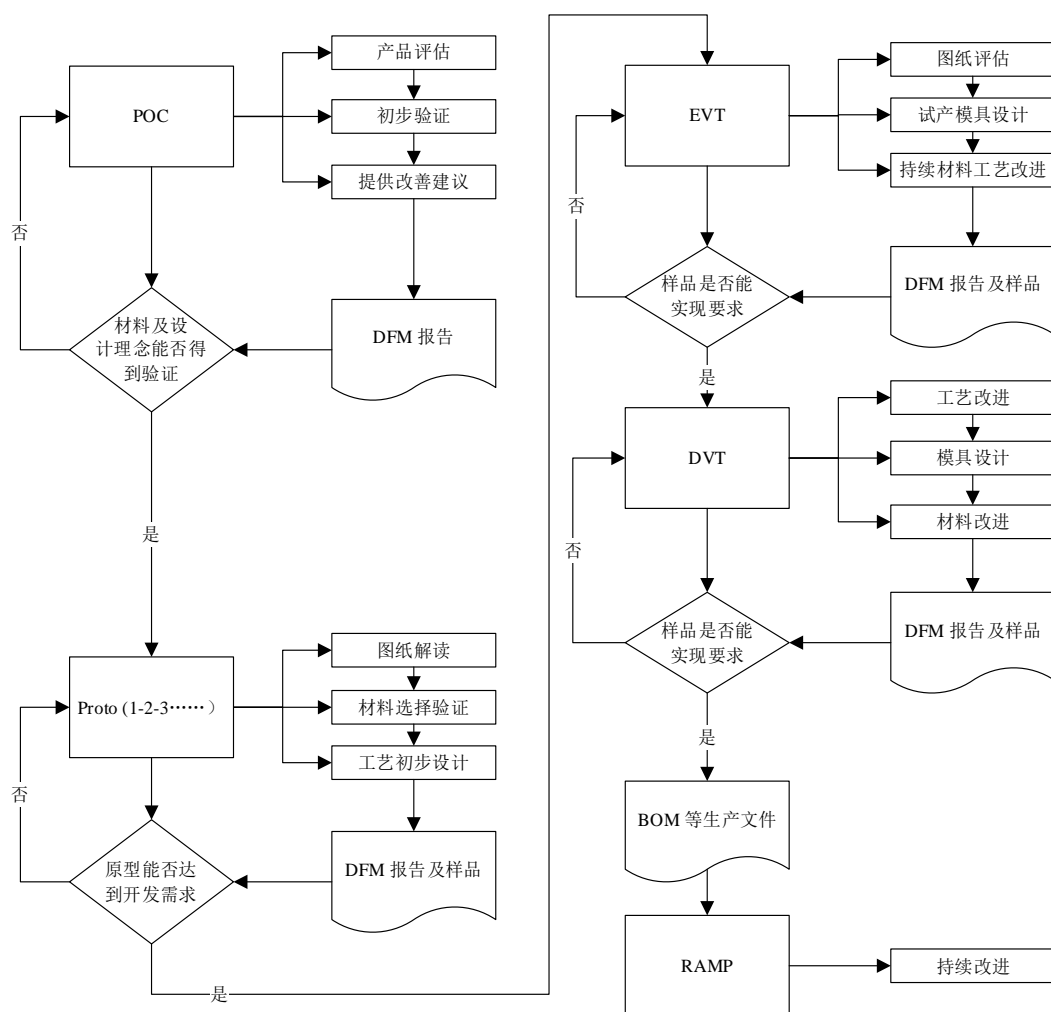 POC
产品评估
初步验证
提供改善建议
否
材料及设
计理念能否得
到验证
DFM 报告
是
Proto (1-2-3……）
图纸解读
材料选择验证
工艺初步设计
否
原型能否达
到开发需求
DFM 报告及样品
是
EVT
图纸评估
试产模具设计
持续材料工艺改进
否
样品是否能
实现要求
DFM 报告及样品
是
DVT
工艺改进
模具设计
材料改进
否
样品是否能
实现要求
DFM 报告及样品
是
BOM 等生产文件
RAMP
持续改进